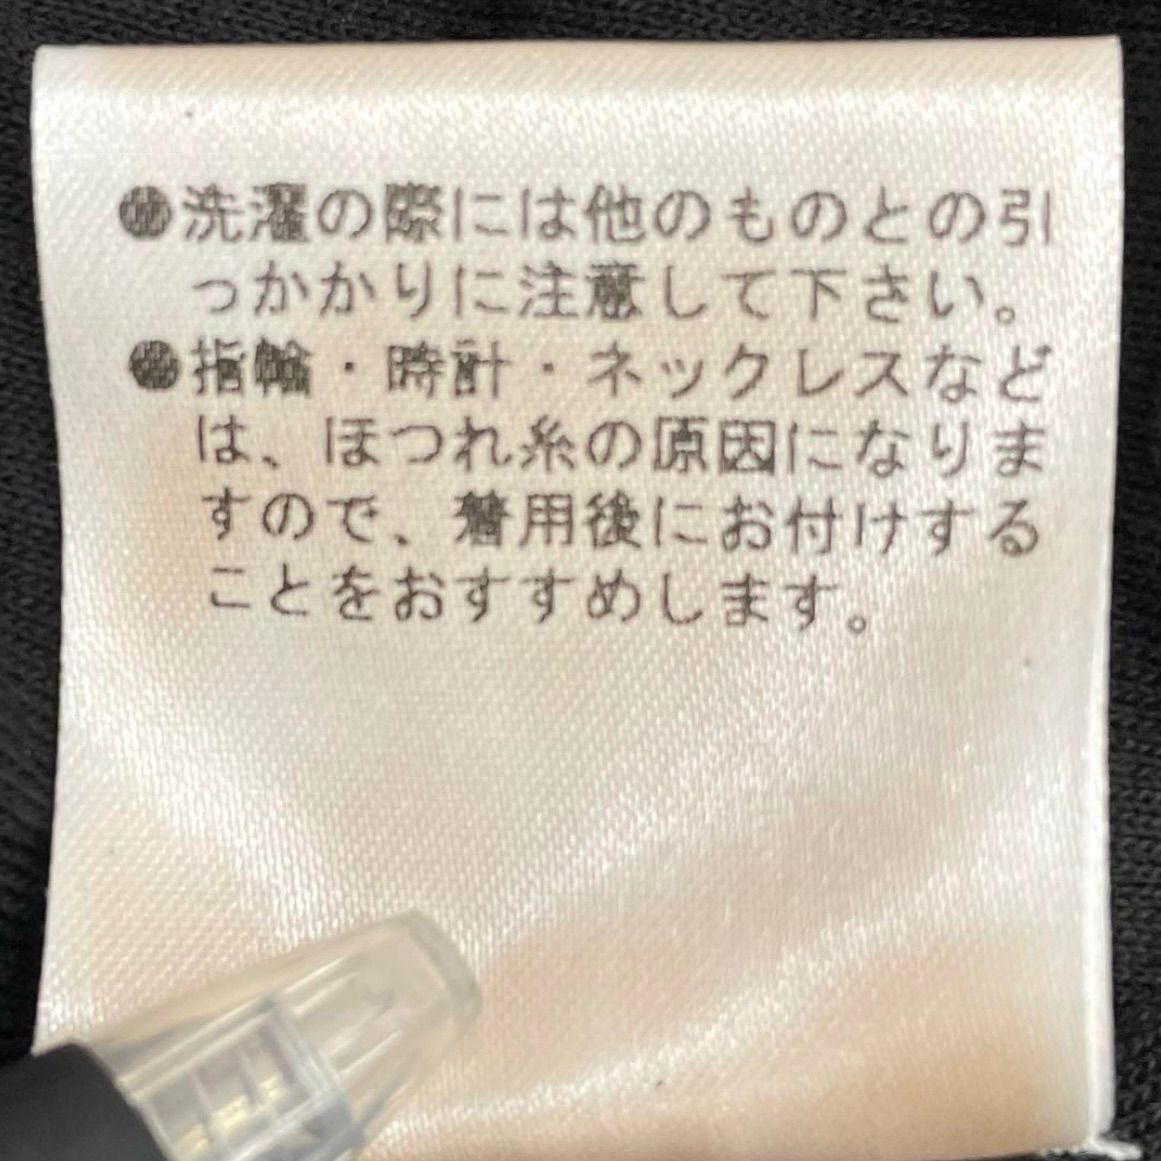 ●洗濯の際には他のものとの引
っかかりに注意して下さい。
●指輪・時計・ネックレスなど
は、ほつれ糸の原因になりま
すので、着用後にお付けする
ことをおすすめします。